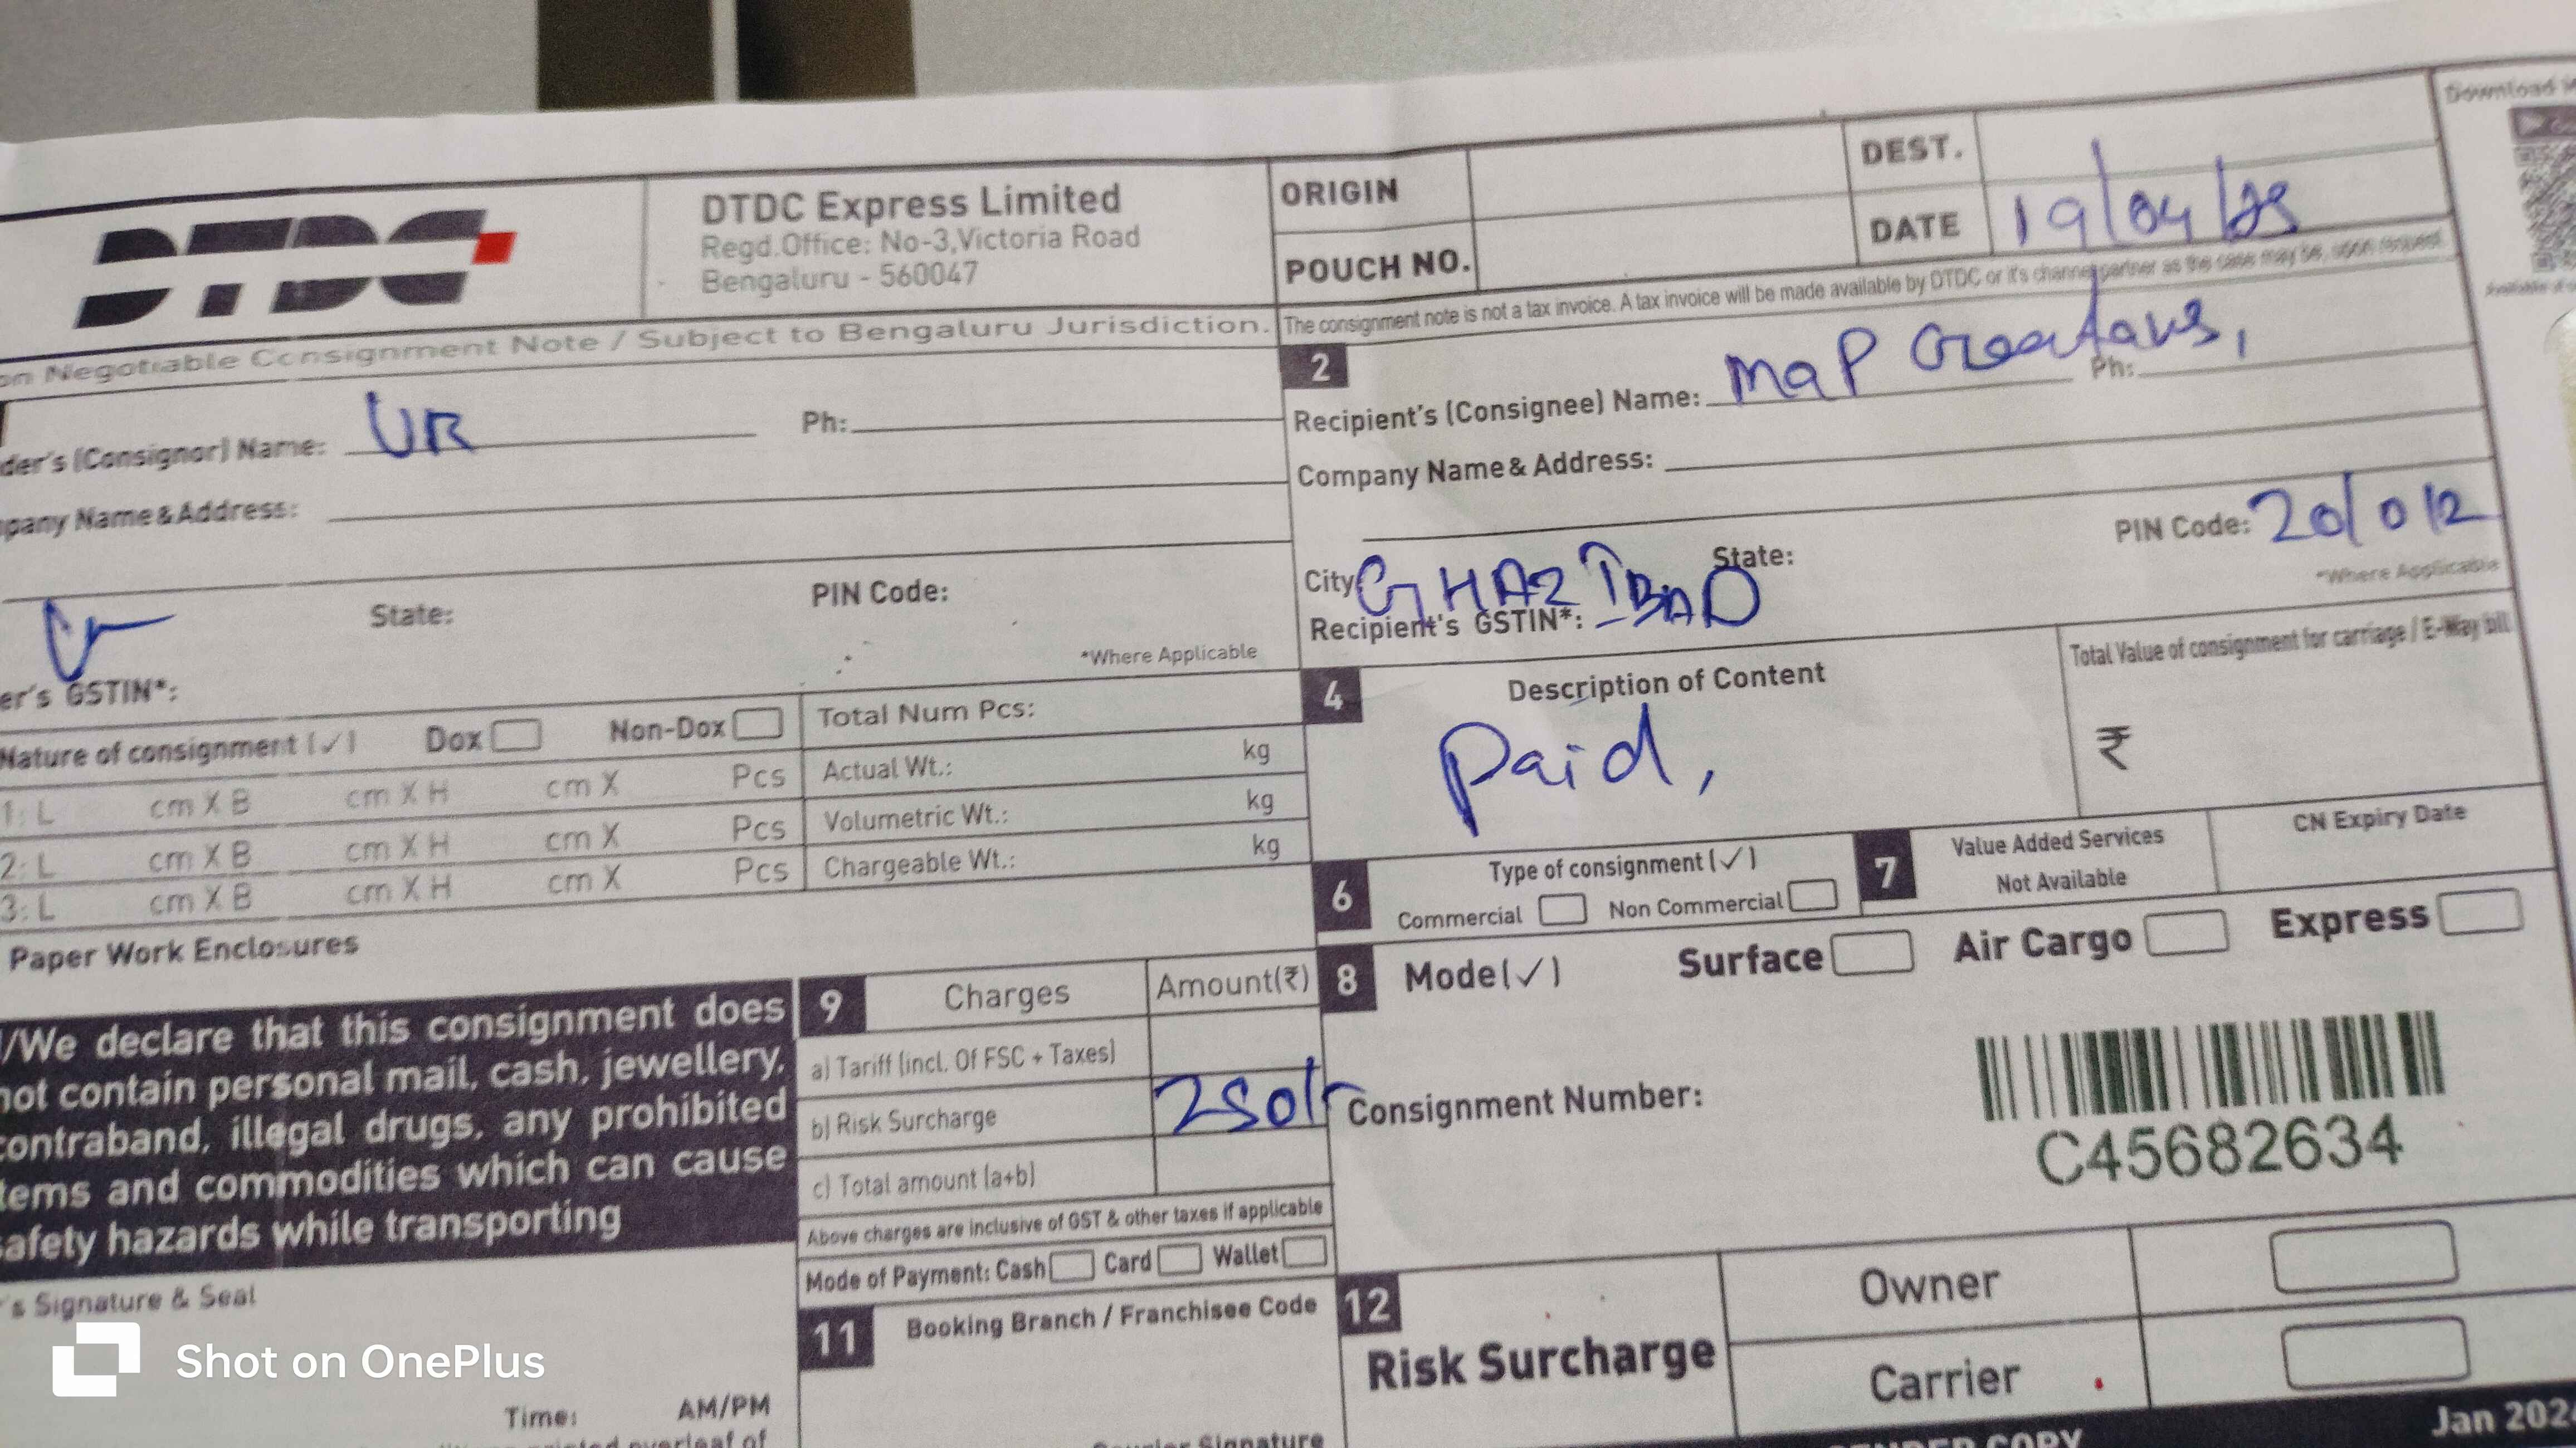 DTDC
DTDC Express Limited
Regd.Office: No-3,Victoria Road
Bengaluru - 560047
ORIGIN
POUCH NO.
DEST.
DATE 19/04/25
Download
on Negotiable Consignment Note / Subject to Bengaluru Jurisdiction.
The consignment note is not a tax invoice. A tax invoice will be made available by DTDC or it's channel partner as the case may be, upon request.
der's (Consignor) Name: UR Ph:
pany Name & Address:
State: PIN Code:
*Where Applicable
er's GSTIN*:
2
Recipient's (Consignee) Name: MaP Creatars, Ph:
Company Name & Address:
PIN Code: 201012
City GHAZIBAD State:
*Where Applicable
Recipient's GSTIN*:
Nature of consignment (✓) Dox Non-Dox
1: L cm X B cm X H cm X Pcs
2: L cm X B cm X H cm X Pcs
3: L cm X B cm X H cm X Pcs
Total Num Pcs:
Actual Wt.: kg
Volumetric Wt.: kg
Chargeable Wt.: kg
Paper Work Enclosures
4 Description of Content
Paid,
Total Value of consignment for carriage / E-Way bill
₹
6 Type of consignment (✓)
Commercial Non Commercial
7 Value Added Services
Not Available
CN Expiry Date
8 Mode(✓) Surface Air Cargo Express
I/We declare that this consignment does
not contain personal mail, cash, jewellery,
contraband, illegal drugs, any prohibited
tems and commodities which can cause
safety hazards while transporting
9 Charges Amount(₹)
a) Tariff (incl. Of FSC + Taxes)
b) Risk Surcharge 250/-
c) Total amount (a+b)
Above charges are inclusive of GST & other taxes if applicable
Mode of Payment: Cash Card Wallet
Consignment Number:
C45682634
's Signature & Seal
Time: AM/PM
overleaf of
11 Booking Branch / Franchisee Code
Courier Signature
12
Risk Surcharge
Owner
Carrier
SENDER COPY
Jan 202
Shot on OnePlus